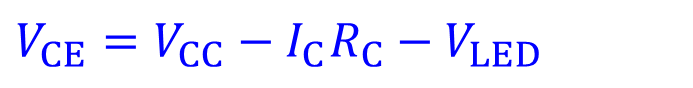 V_CE = V_CC − I_C R_C − V_LED